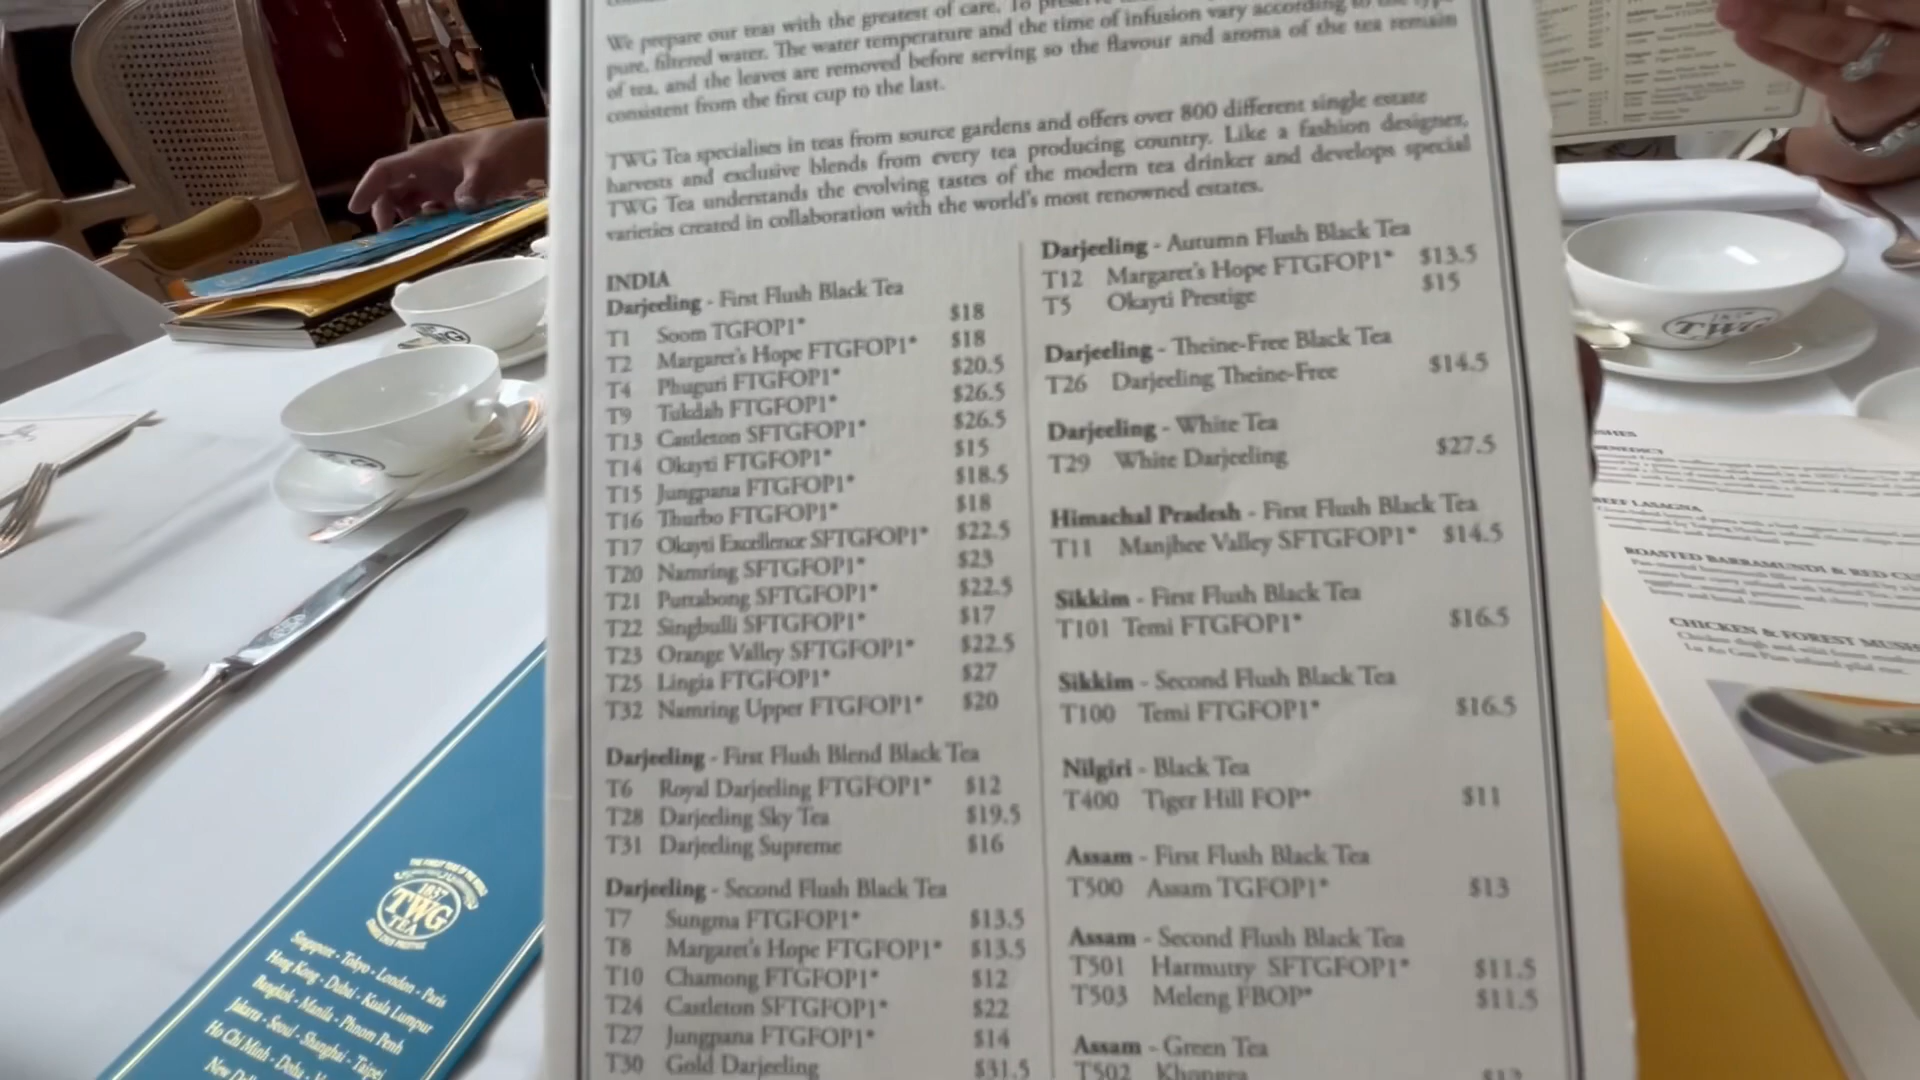 We prepare our teas with the greatest of care. To
pure, filtered water. The water temperature and the time of infusion vary according to the type
of tea, and the leaves are removed before serving so the flavour and aroma of the tea remain
consistent from the first cup to the last.
TWG Tea specialises in teas from source gardens and offers over 800 different single estate
harvests and exclusive blends from every tea producing country. Like a fashion designer,
TWG Tea understands the evolving tastes of the modern tea drinker and develops special
varieties created in collaboration with the world's most renowned estates.
INDIA
Darjeeling - First Flush Black Tea
T1 Soom TGFOP1* $18
T2 Margaret's Hope FTGFOP1* $18
T4 Phuguri FTGFOP1* $20.5
T9 Tukdah FTGFOP1* $26.5
T13 Castleton SFTGFOP1* $26.5
T14 Okayti FTGFOP1* $15
T15 Jungpana FTGFOP1* $18.5
T16 Thurbo FTGFOP1* $18
T17 Okayti Excellence SFTGFOP1* $22.5
T20 Namring SFTGFOP1* $23
T21 Puttabong SFTGFOP1* $22.5
T22 Singbulli SFTGFOP1* $17
T23 Orange Valley SFTGFOP1* $22.5
T25 Lingia FTGFOP1* $27
T32 Namring Upper FTGFOP1* $20
Darjeeling - First Flush Blend Black Tea
T6 Royal Darjeeling FTGFOP1* $12
T28 Darjeeling Sky Tea $19.5
T31 Darjeeling Supreme $16
Darjeeling - Second Flush Black Tea
T7 Sungma FTGFOP1* $13.5
T8 Margaret's Hope FTGFOP1* $13.5
T10 Chamong FTGFOP1* $12
T24 Castleton SFTGFOP1* $22
T27 Jungpana FTGFOP1* $14
T30 Gold Darjeeling $31.5
Darjeeling - Autumn Flush Black Tea
T12 Margaret's Hope FTGFOP1* $13.5
T5 Okayti Prestige $15
Darjeeling - Theine-Free Black Tea
T26 Darjeeling Theine-Free $14.5
Darjeeling - White Tea
T29 White Darjeeling $27.5
Himachal Pradesh - First Flush Black Tea
T11 Manjhee Valley SFTGFOP1* $14.5
Sikkim - First Flush Black Tea
T101 Temi FTGFOP1* $16.5
Sikkim - Second Flush Black Tea
T100 Temi FTGFOP1* $16.5
Nilgiri - Black Tea
T400 Tiger Hill FOP* $11
Assam - First Flush Black Tea
T500 Assam TGFOP1* $13
Assam - Second Flush Black Tea
T501 Harmutty SFTGFOP1* $11.5
T503 Meleng FBOP* $11.5
Assam - Green Tea
T502 Khongea
1837
TWG
TEA
Singapore - Tokyo - London - Paris
Hong Kong - Dubai - Kuala Lumpur
Bangkok - Manila - Phnom Penh
Jakarta - Seoul - Shanghai - Taipei
Ho Chi Minh - Doha
TWG
BEEF LASAGNA
ROASTED BARRAMUNDI & RED
CHICKEN & FOREST